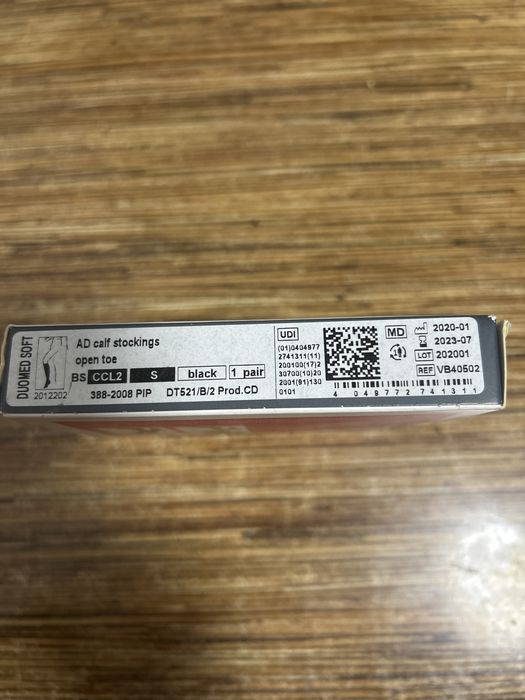 DUOMED SOFT
2012202
AD calf stockings
open toe
BS CCL2 S black 1 pair
388-2008 PIP DT521/B/2 Prod.CD
UDI
(01)0404977
2741311(11)
200100(17)2
30700(10)20
2001(91)130
0101
MD
2020-01
2023-07
LOT 202001
REF VB40502
4 049772 741311